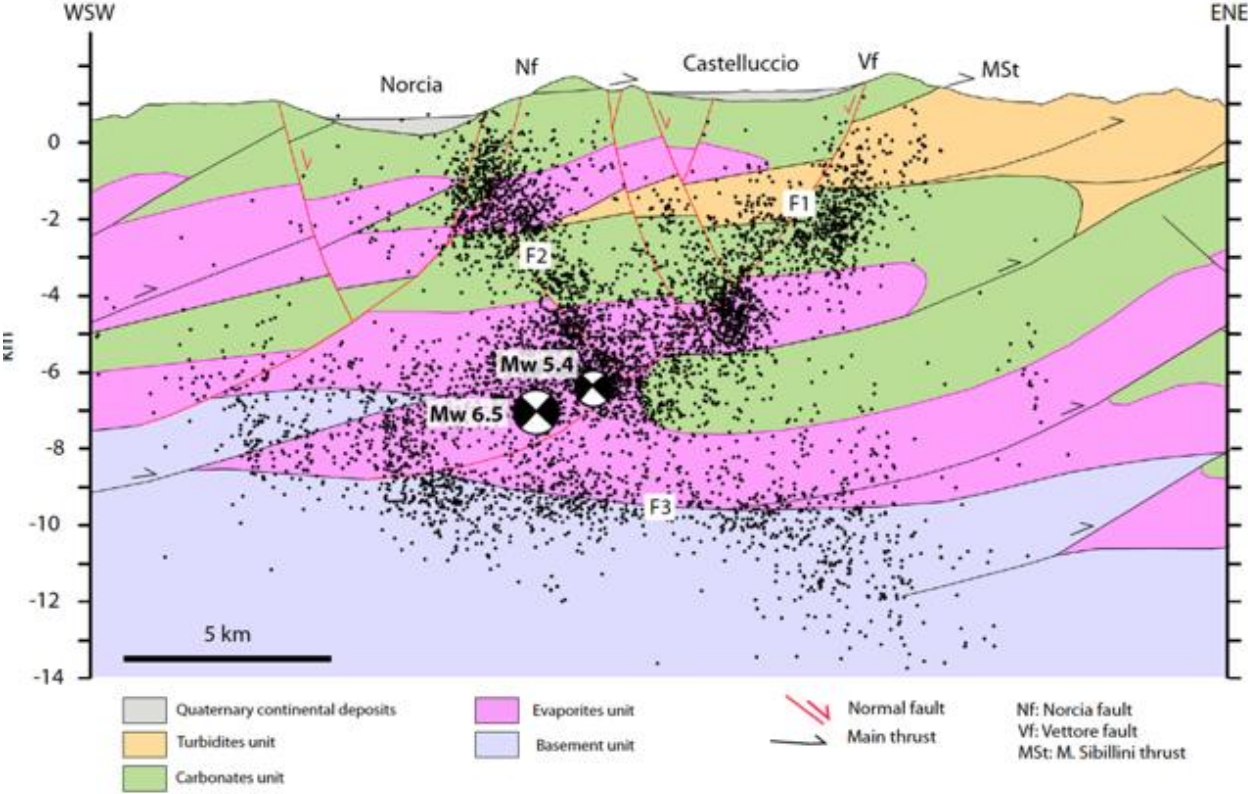 WSW
ENE
Norcia
Nf
Castelluccio
Vf
MSt
0
-2
-4
-6
-8
-10
-12
-14
km
F1
F2
Mw 5.4
Mw 6.5
F3
5 km
Quaternary continental deposits
Turbidites unit
Carbonates unit
Evaporites unit
Basement unit
Normal fault
Main thrust
Nf: Norcia fault
Vf: Vettore fault
MSt: M. Sibillini thrust